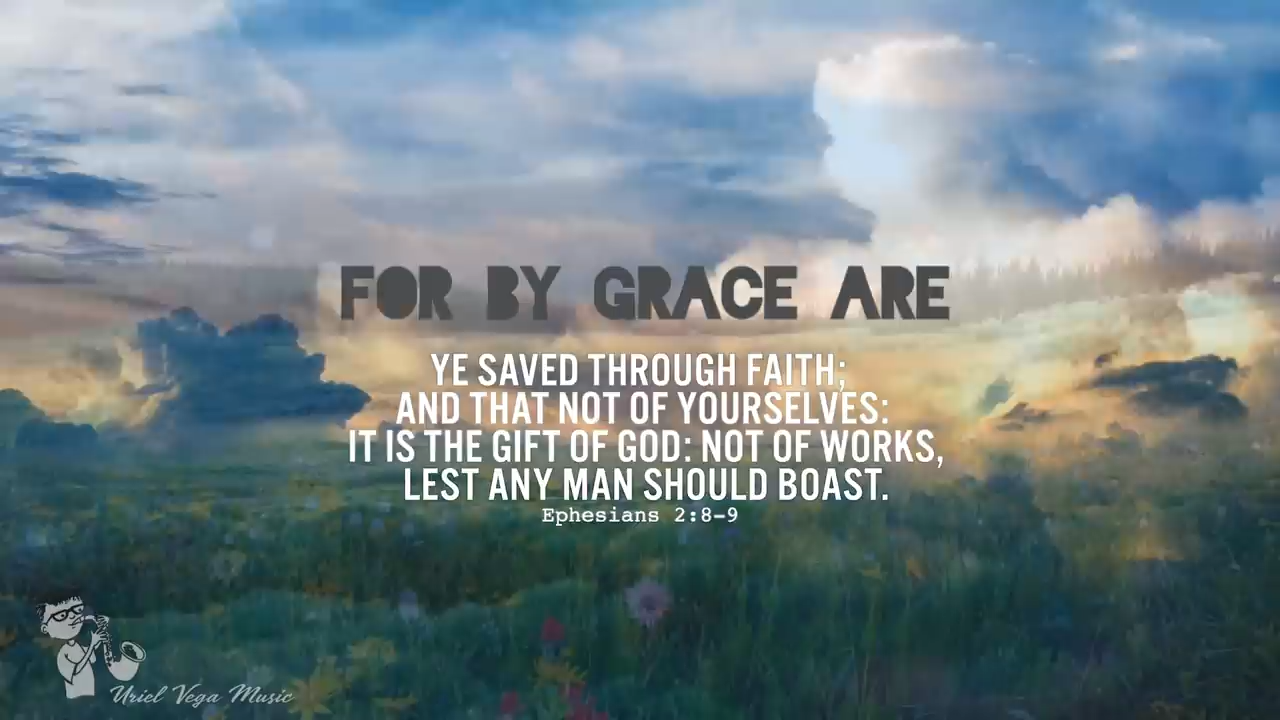 FOR BY GRACE ARE
YE SAVED THROUGH FAITH;
AND THAT NOT OF YOURSELVES:
IT IS THE GIFT OF GOD: NOT OF WORKS,
LEST ANY MAN SHOULD BOAST.
Ephesians 2:8-9
Uriel Vega Music